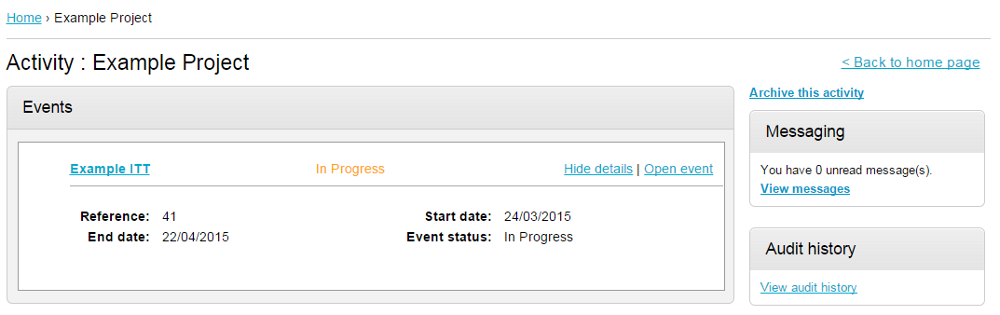 Home › Example Project
Activity : Example Project
< Back to home page
Events
Example ITT In Progress Hide details | Open event
Reference: 41 Start date: 24/03/2015
End date: 22/04/2015 Event status: In Progress
Archive this activity
Messaging
You have 0 unread message(s).
View messages
Audit history
View audit history